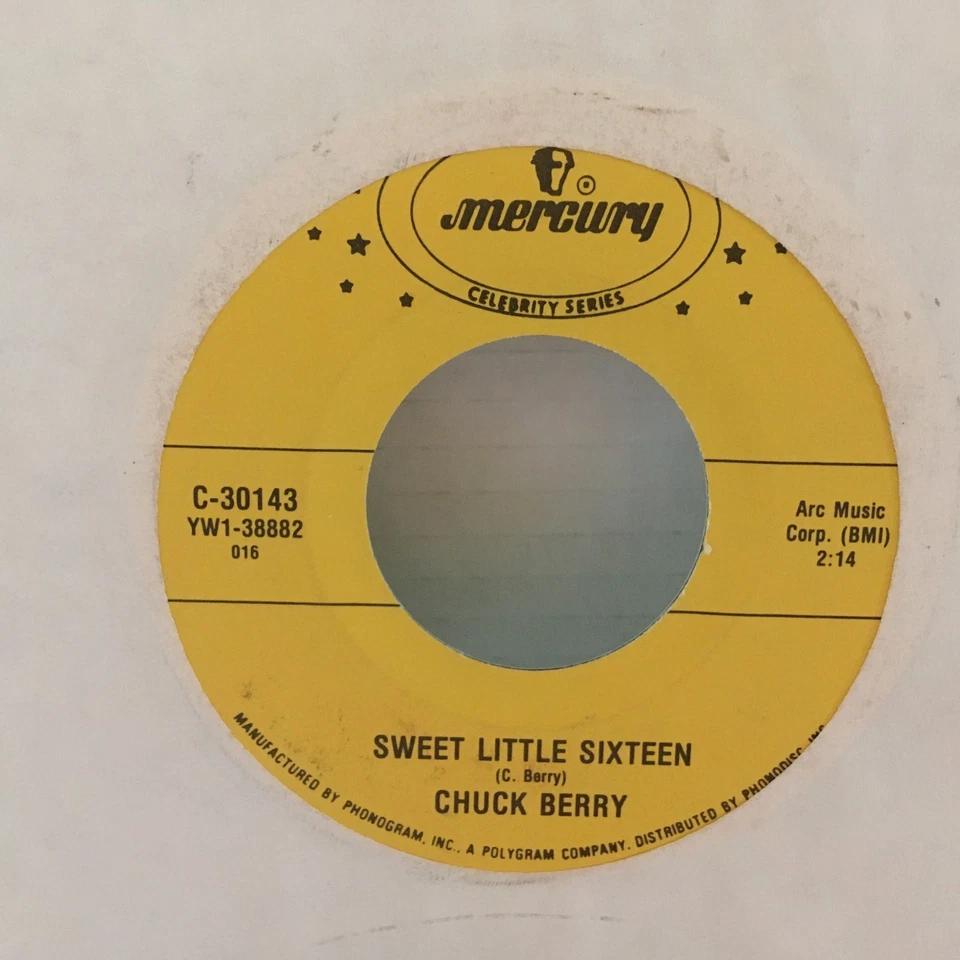 mercury
CELEBRITY SERIES
C-30143
YW1-38882
016
Arc Music
Corp. (BMI)
2:14
SWEET LITTLE SIXTEEN
(C. Berry)
CHUCK BERRY
MANUFACTURED BY PHONOGRAM, INC., A POLYGRAM COMPANY. DISTRIBUTED BY PHONODISC, INC